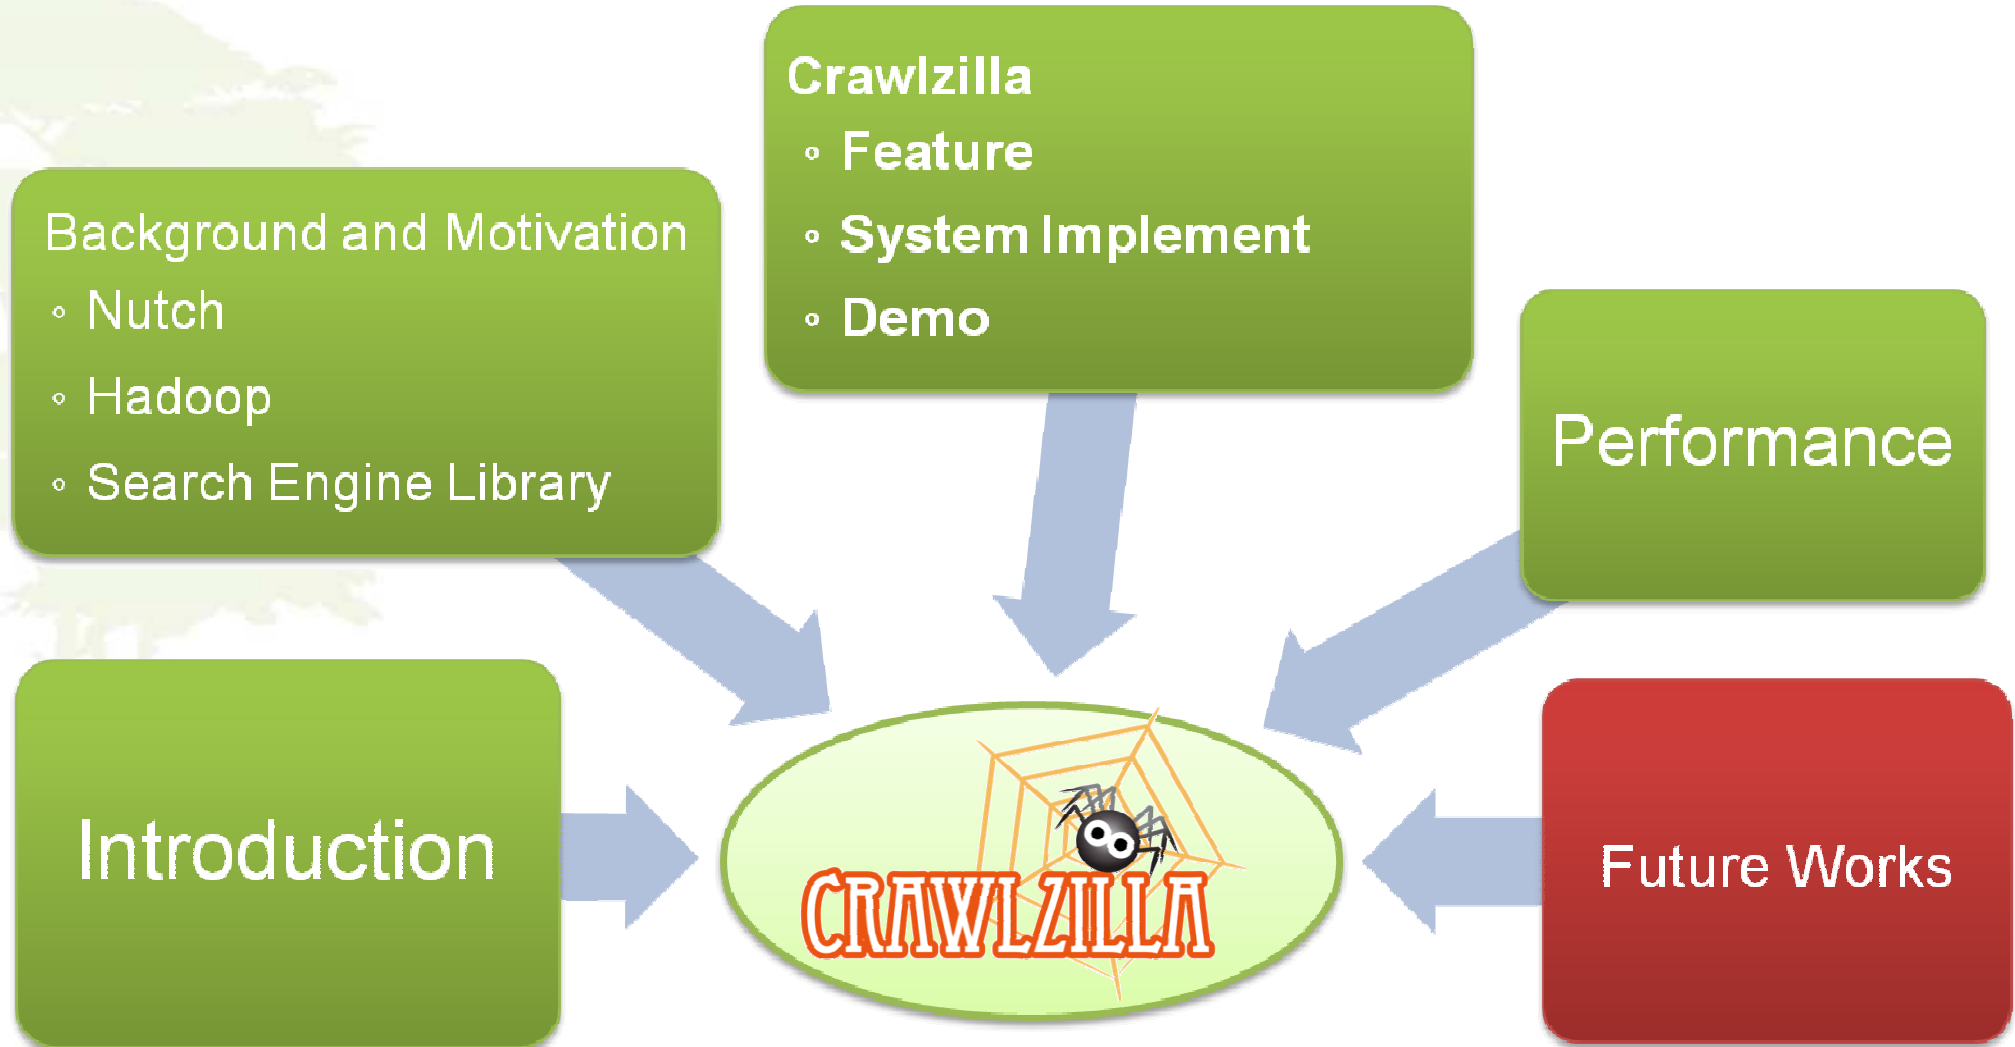 Crawlzilla
◦ Feature
◦ System Implement
◦ Demo
Background and Motivation
◦ Nutch
◦ Hadoop
◦ Search Engine Library
Performance
Introduction
CRAWLZILLA
Future Works